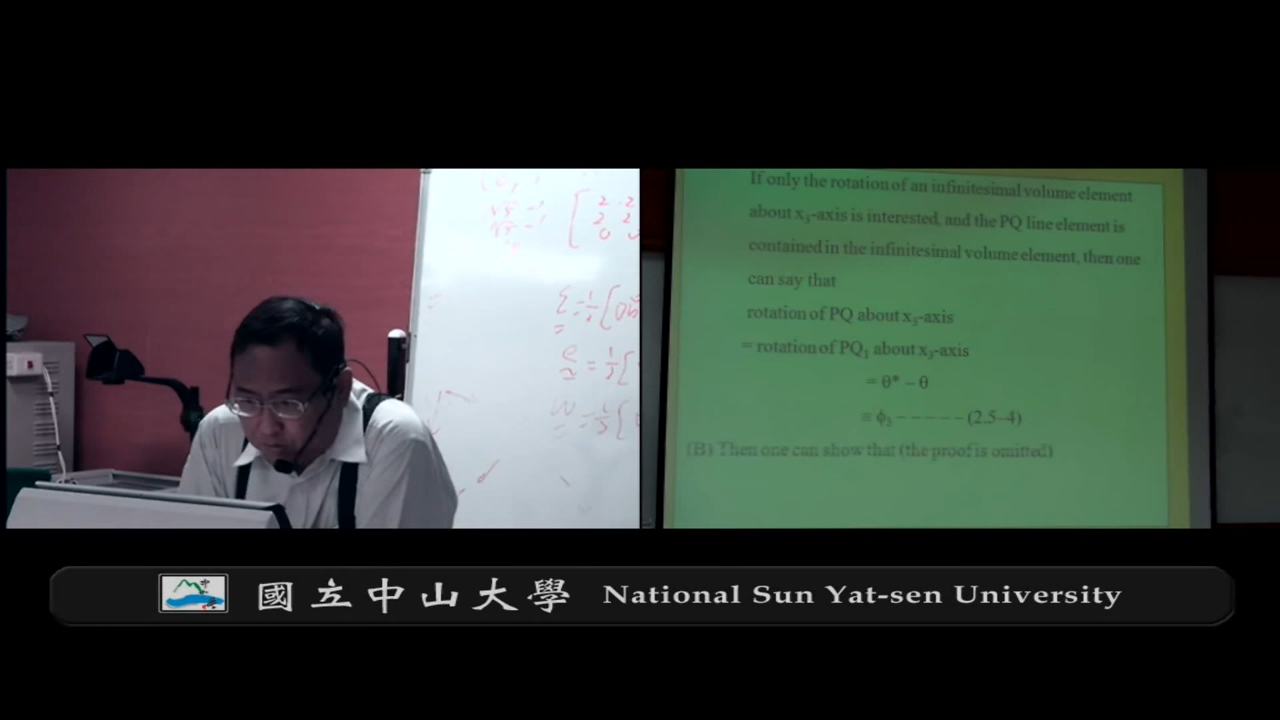 If only the rotation of an infinitesimal volume element
about x₃-axis is interested, and the PQ line element is
contained in the infinitesimal volume element, then one
can say that
rotation of PQ about x₃-axis
= rotation of PQ₁ about x₃-axis
= θ* – θ
≡ ϕ₃ – – – – – (2.5–4)
(B) Then one can show that (the proof is omitted)
國立中山大學 National Sun Yat-sen University